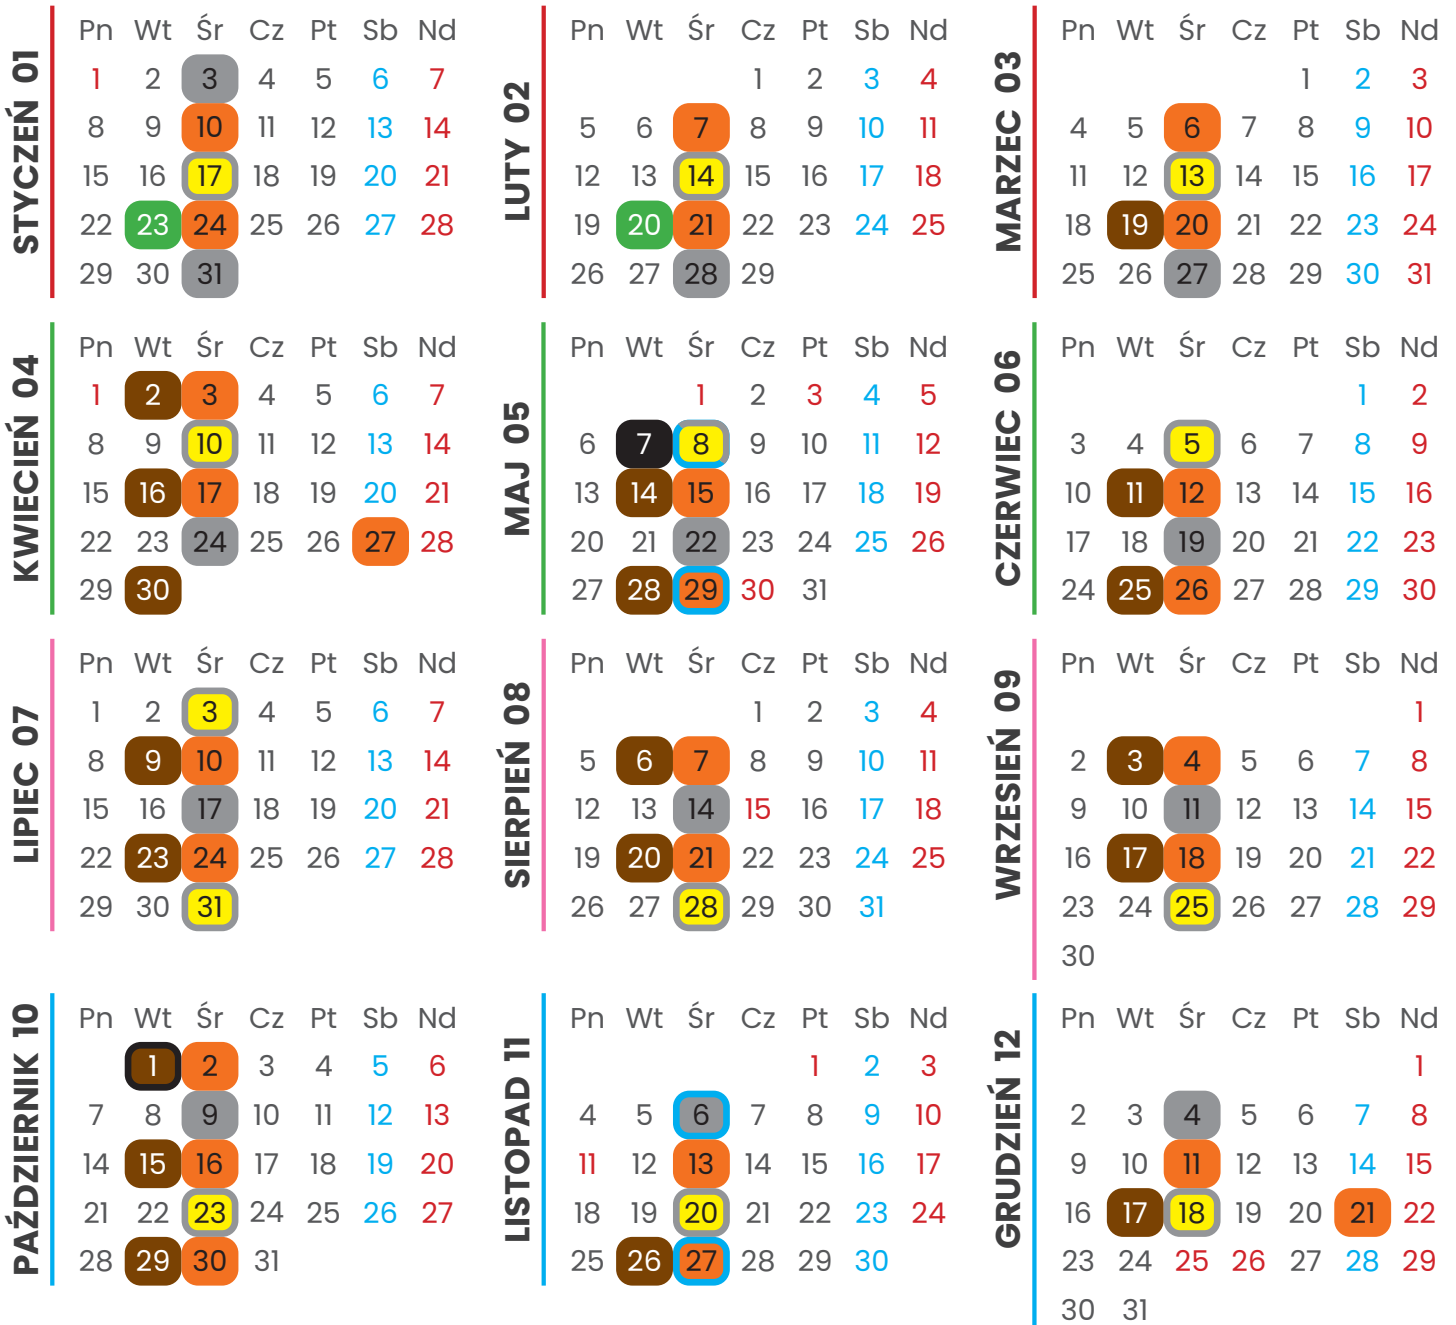 STYCZEŃ 01
Pn Wt Śr Cz Pt Sb Nd
1 2 3 4 5 6 7
8 9 10 11 12 13 14
15 16 17 18 19 20 21
22 23 24 25 26 27 28
29 30 31
LUTY 02
Pn Wt Śr Cz Pt Sb Nd
1 2 3 4
5 6 7 8 9 10 11
12 13 14 15 16 17 18
19 20 21 22 23 24 25
26 27 28 29
MARZEC 03
Pn Wt Śr Cz Pt Sb Nd
1 2 3
4 5 6 7 8 9 10
11 12 13 14 15 16 17
18 19 20 21 22 23 24
25 26 27 28 29 30 31
KWIECIEŃ 04
Pn Wt Śr Cz Pt Sb Nd
1 2 3 4 5 6 7
8 9 10 11 12 13 14
15 16 17 18 19 20 21
22 23 24 25 26 27 28
29 30
MAJ 05
Pn Wt Śr Cz Pt Sb Nd
1 2 3 4 5
6 7 8 9 10 11 12
13 14 15 16 17 18 19
20 21 22 23 24 25 26
27 28 29 30 31
CZERWIEC 06
Pn Wt Śr Cz Pt Sb Nd
1 2
3 4 5 6 7 8 9
10 11 12 13 14 15 16
17 18 19 20 21 22 23
24 25 26 27 28 29 30
LIPIEC 07
Pn Wt Śr Cz Pt Sb Nd
1 2 3 4 5 6 7
8 9 10 11 12 13 14
15 16 17 18 19 20 21
22 23 24 25 26 27 28
29 30 31
SIERPIEŃ 08
Pn Wt Śr Cz Pt Sb Nd
1 2 3 4
5 6 7 8 9 10 11
12 13 14 15 16 17 18
19 20 21 22 23 24 25
26 27 28 29 30 31
WRZESIEŃ 09
Pn Wt Śr Cz Pt Sb Nd
1
2 3 4 5 6 7 8
9 10 11 12 13 14 15
16 17 18 19 20 21 22
23 24 25 26 27 28 29
30
PAŹDZIERNIK 10
Pn Wt Śr Cz Pt Sb Nd
1 2 3 4 5 6
7 8 9 10 11 12 13
14 15 16 17 18 19 20
21 22 23 24 25 26 27
28 29 30 31
LISTOPAD 11
Pn Wt Śr Cz Pt Sb Nd
1 2 3
4 5 6 7 8 9 10
11 12 13 14 15 16 17
18 19 20 21 22 23 24
25 26 27 28 29 30
GRUDZIEŃ 12
Pn Wt Śr Cz Pt Sb Nd
1
2 3 4 5 6 7 8
9 10 11 12 13 14 15
16 17 18 19 20 21 22
23 24 25 26 27 28 29
30 31